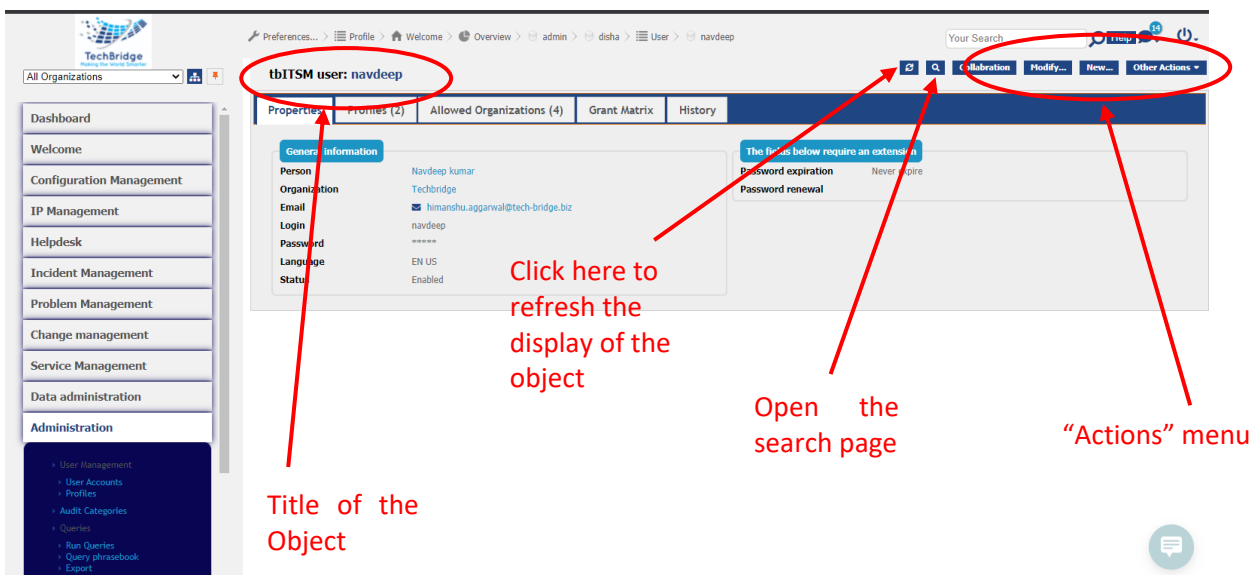 TechBridge
Making the World Smarter
Preferences... > Profile > Welcome > Overview > admin > disha > User > navdeep
Your Search
Help
14
All Organizations
tbITSM user: navdeep
Collabration Modify... New... Other Actions
Properties Profiles (2) Allowed Organizations (4) Grant Matrix History
Dashboard
Welcome
Configuration Management
IP Management
Helpdesk
Incident Management
Problem Management
Change management
Service Management
Data administration
Administration
User Management
User Accounts
Profiles
Audit Categories
Queries
Run Queries
Query phrasebook
Export
General information
Person Navdeep kumar
Organization Techbridge
Email himanshu.aggarwal@tech-bridge.biz
Login navdeep
Password *****
Language EN US
Status Enabled
The fields below require an extension
Password expiration Never expire
Password renewal
Click here to
refresh the
display of the
object
Open the
search page
“Actions” menu
Title of the
Object